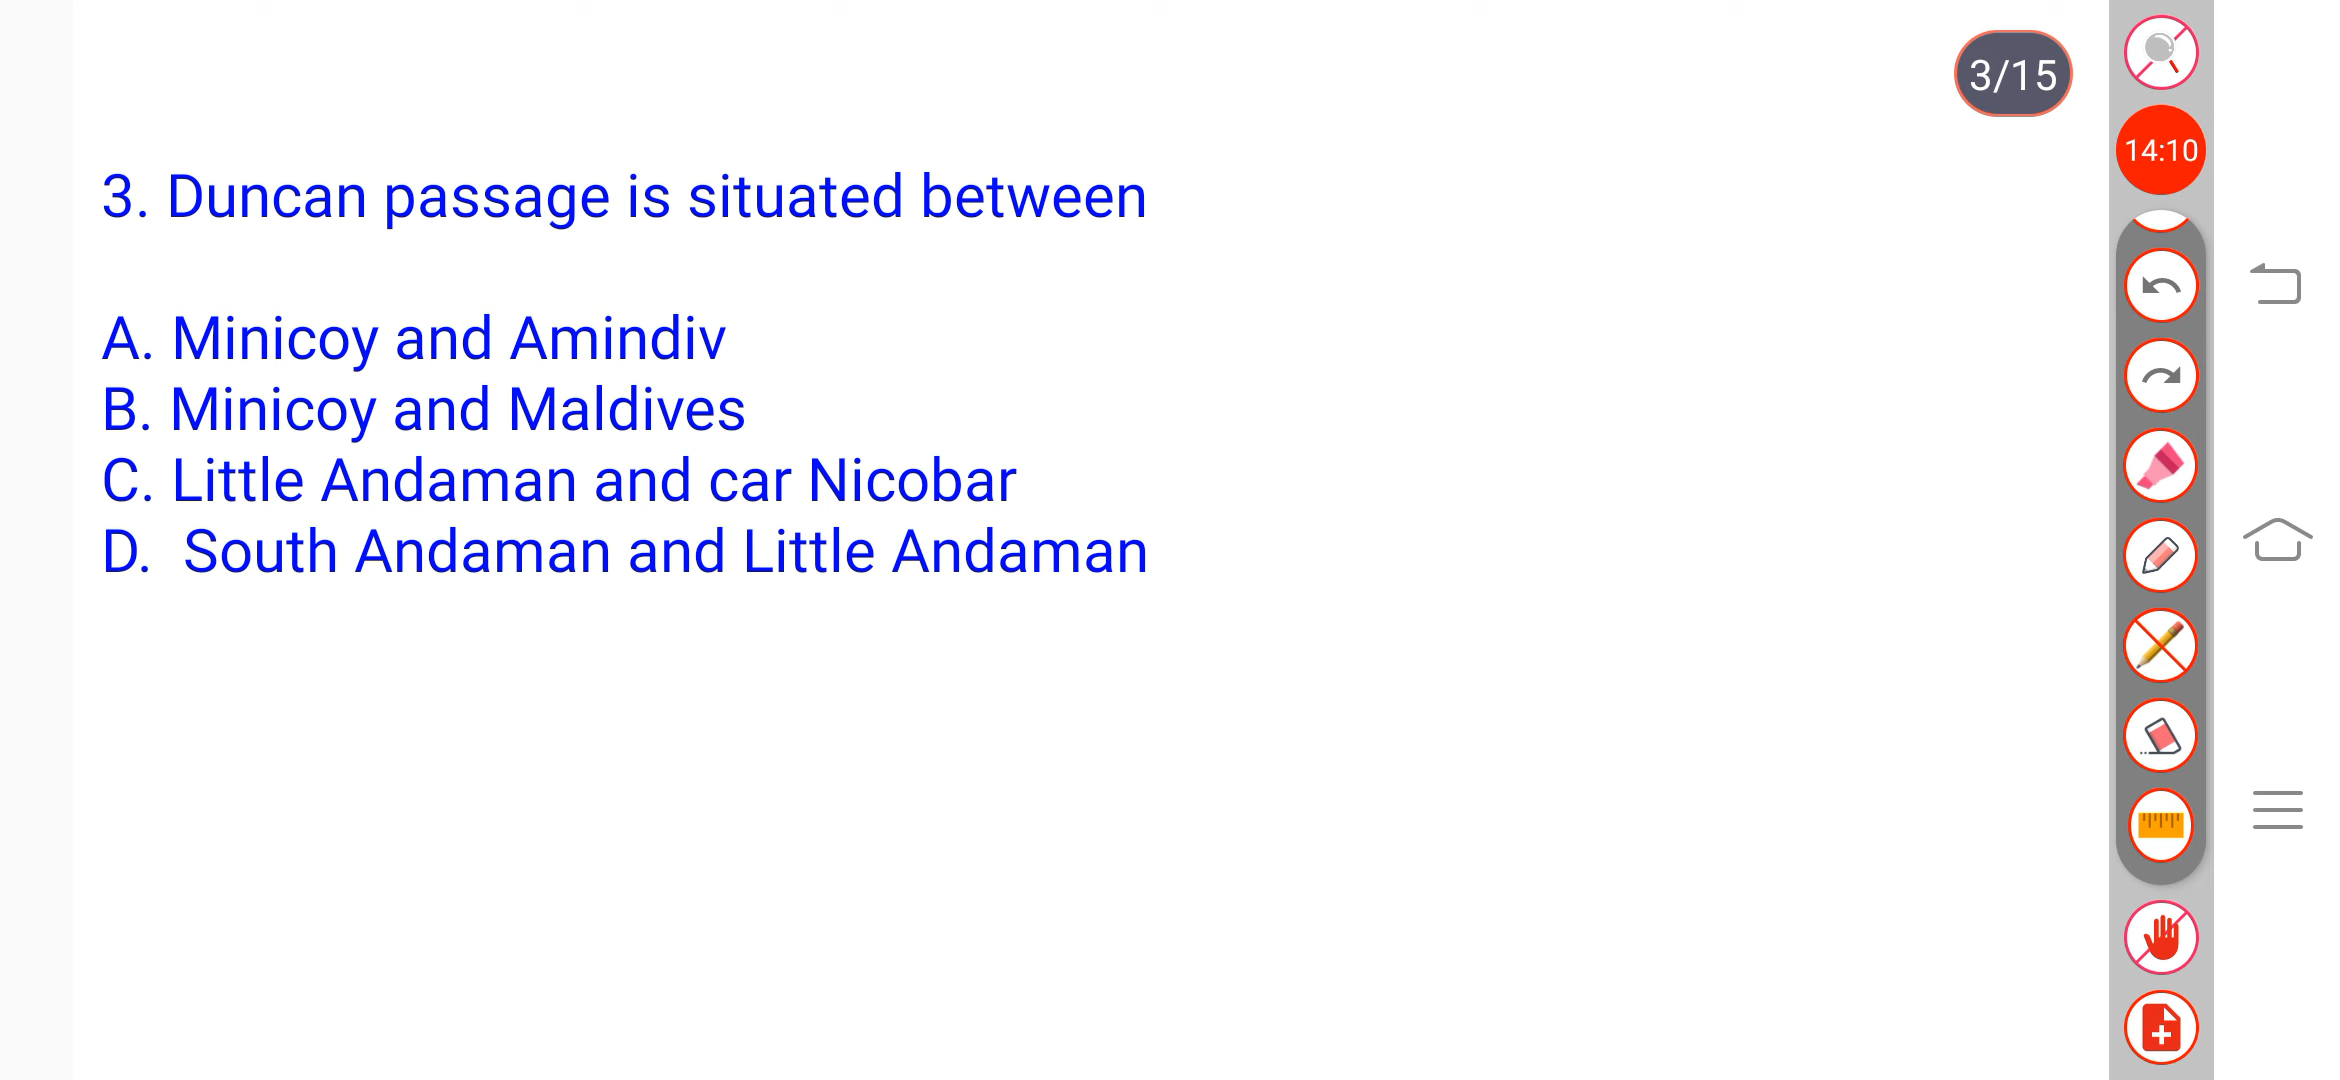 3/15
14:10
3. Duncan passage is situated between
A. Minicoy and Amindiv
B. Minicoy and Maldives
C. Little Andaman and car Nicobar
D. South Andaman and Little Andaman